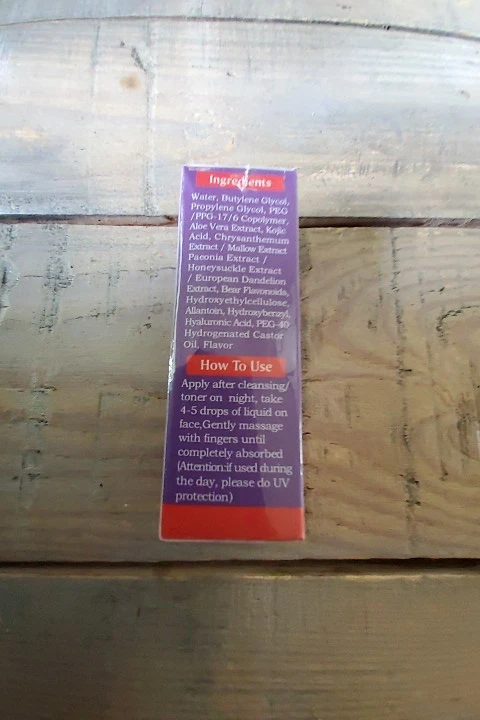 Ingredients
Water, Butylene Glycol,
Propylene Glycol, PEG
/PPG-17/6 Copolymer,
Aloe Vera Extract, Kojic
Acid, Chrysanthemum
Extract / Mallow Extract
Paeonia Extract /
Honeysuckle Extract
/ European Dandelion
Extract, Bear Flavonoids,
Hydroxyethylcellulose,
Allantoin, Hydroxybenzyl,
Hyaluronic Acid, PEG-40
Hydrogenated Castor
Oil, Flavor
How To Use
Apply after cleansing/
toner on night, take
4-5 drops of liquid on
face,Gently massage
with fingers until
completely absorbed
(Attention:if used during
the day, please do UV
protection)